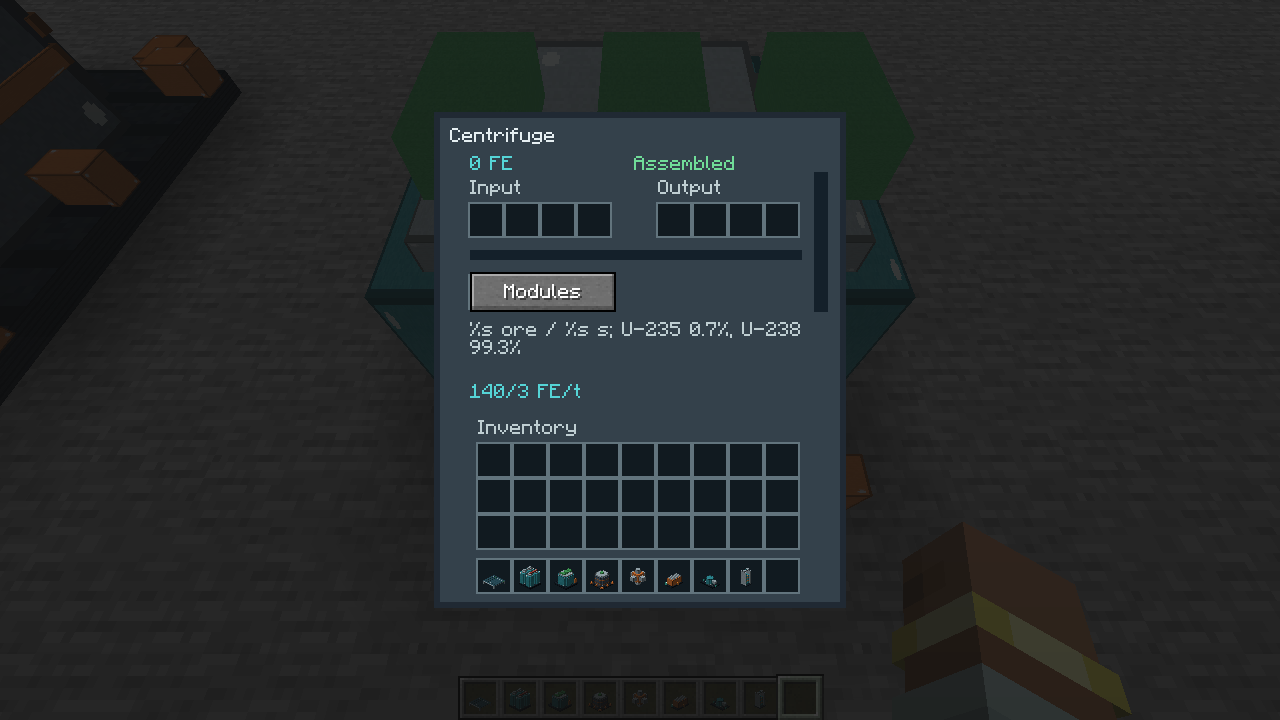 Centrifuge
0 FE
Assembled
Input
Output
Modules
%s ore / %s s; U-235 0.7%, U-238
99.3%
140/3 FE/t
Inventory